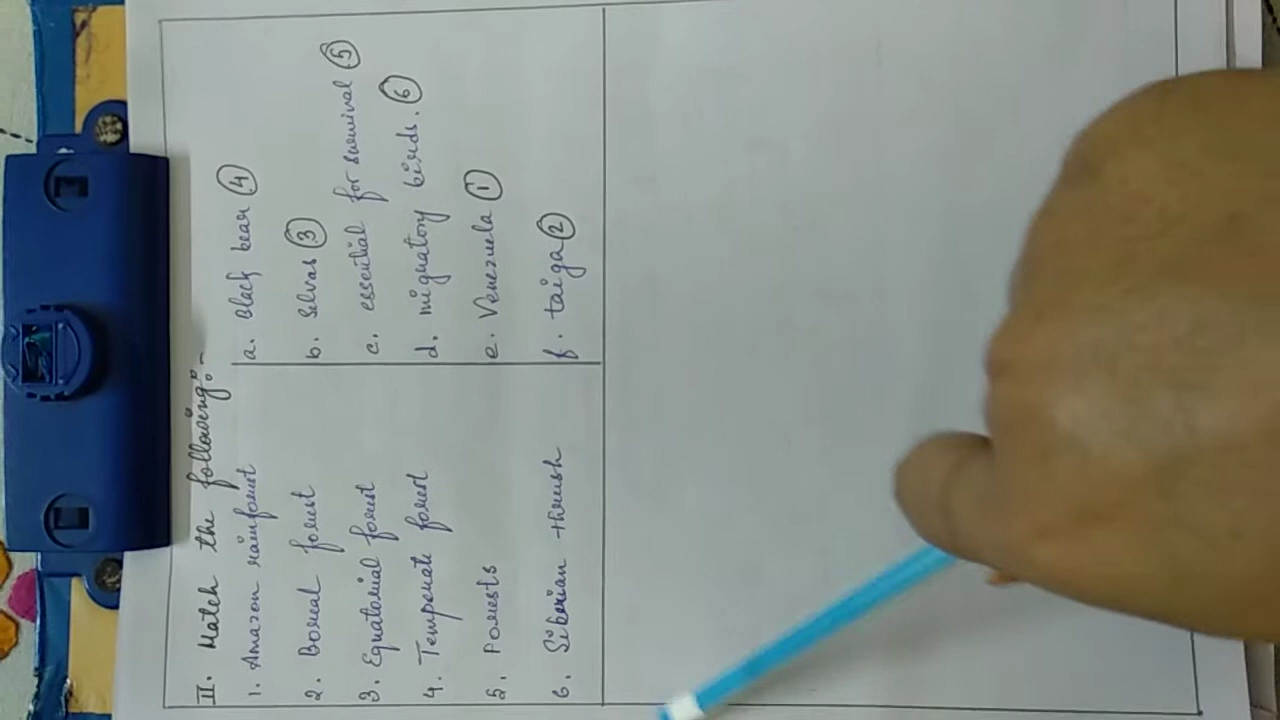 II. Match the following:-
1. Amazon rainforest a. black bear 4
2. Boreal forest b. selvas 3
3. Equatorial forest c. essential for survival 5
4. Temperate forest d. migratory birds. 6
5. Forests e. Venezuela 1
6. Siberian thrush f. taiga 2